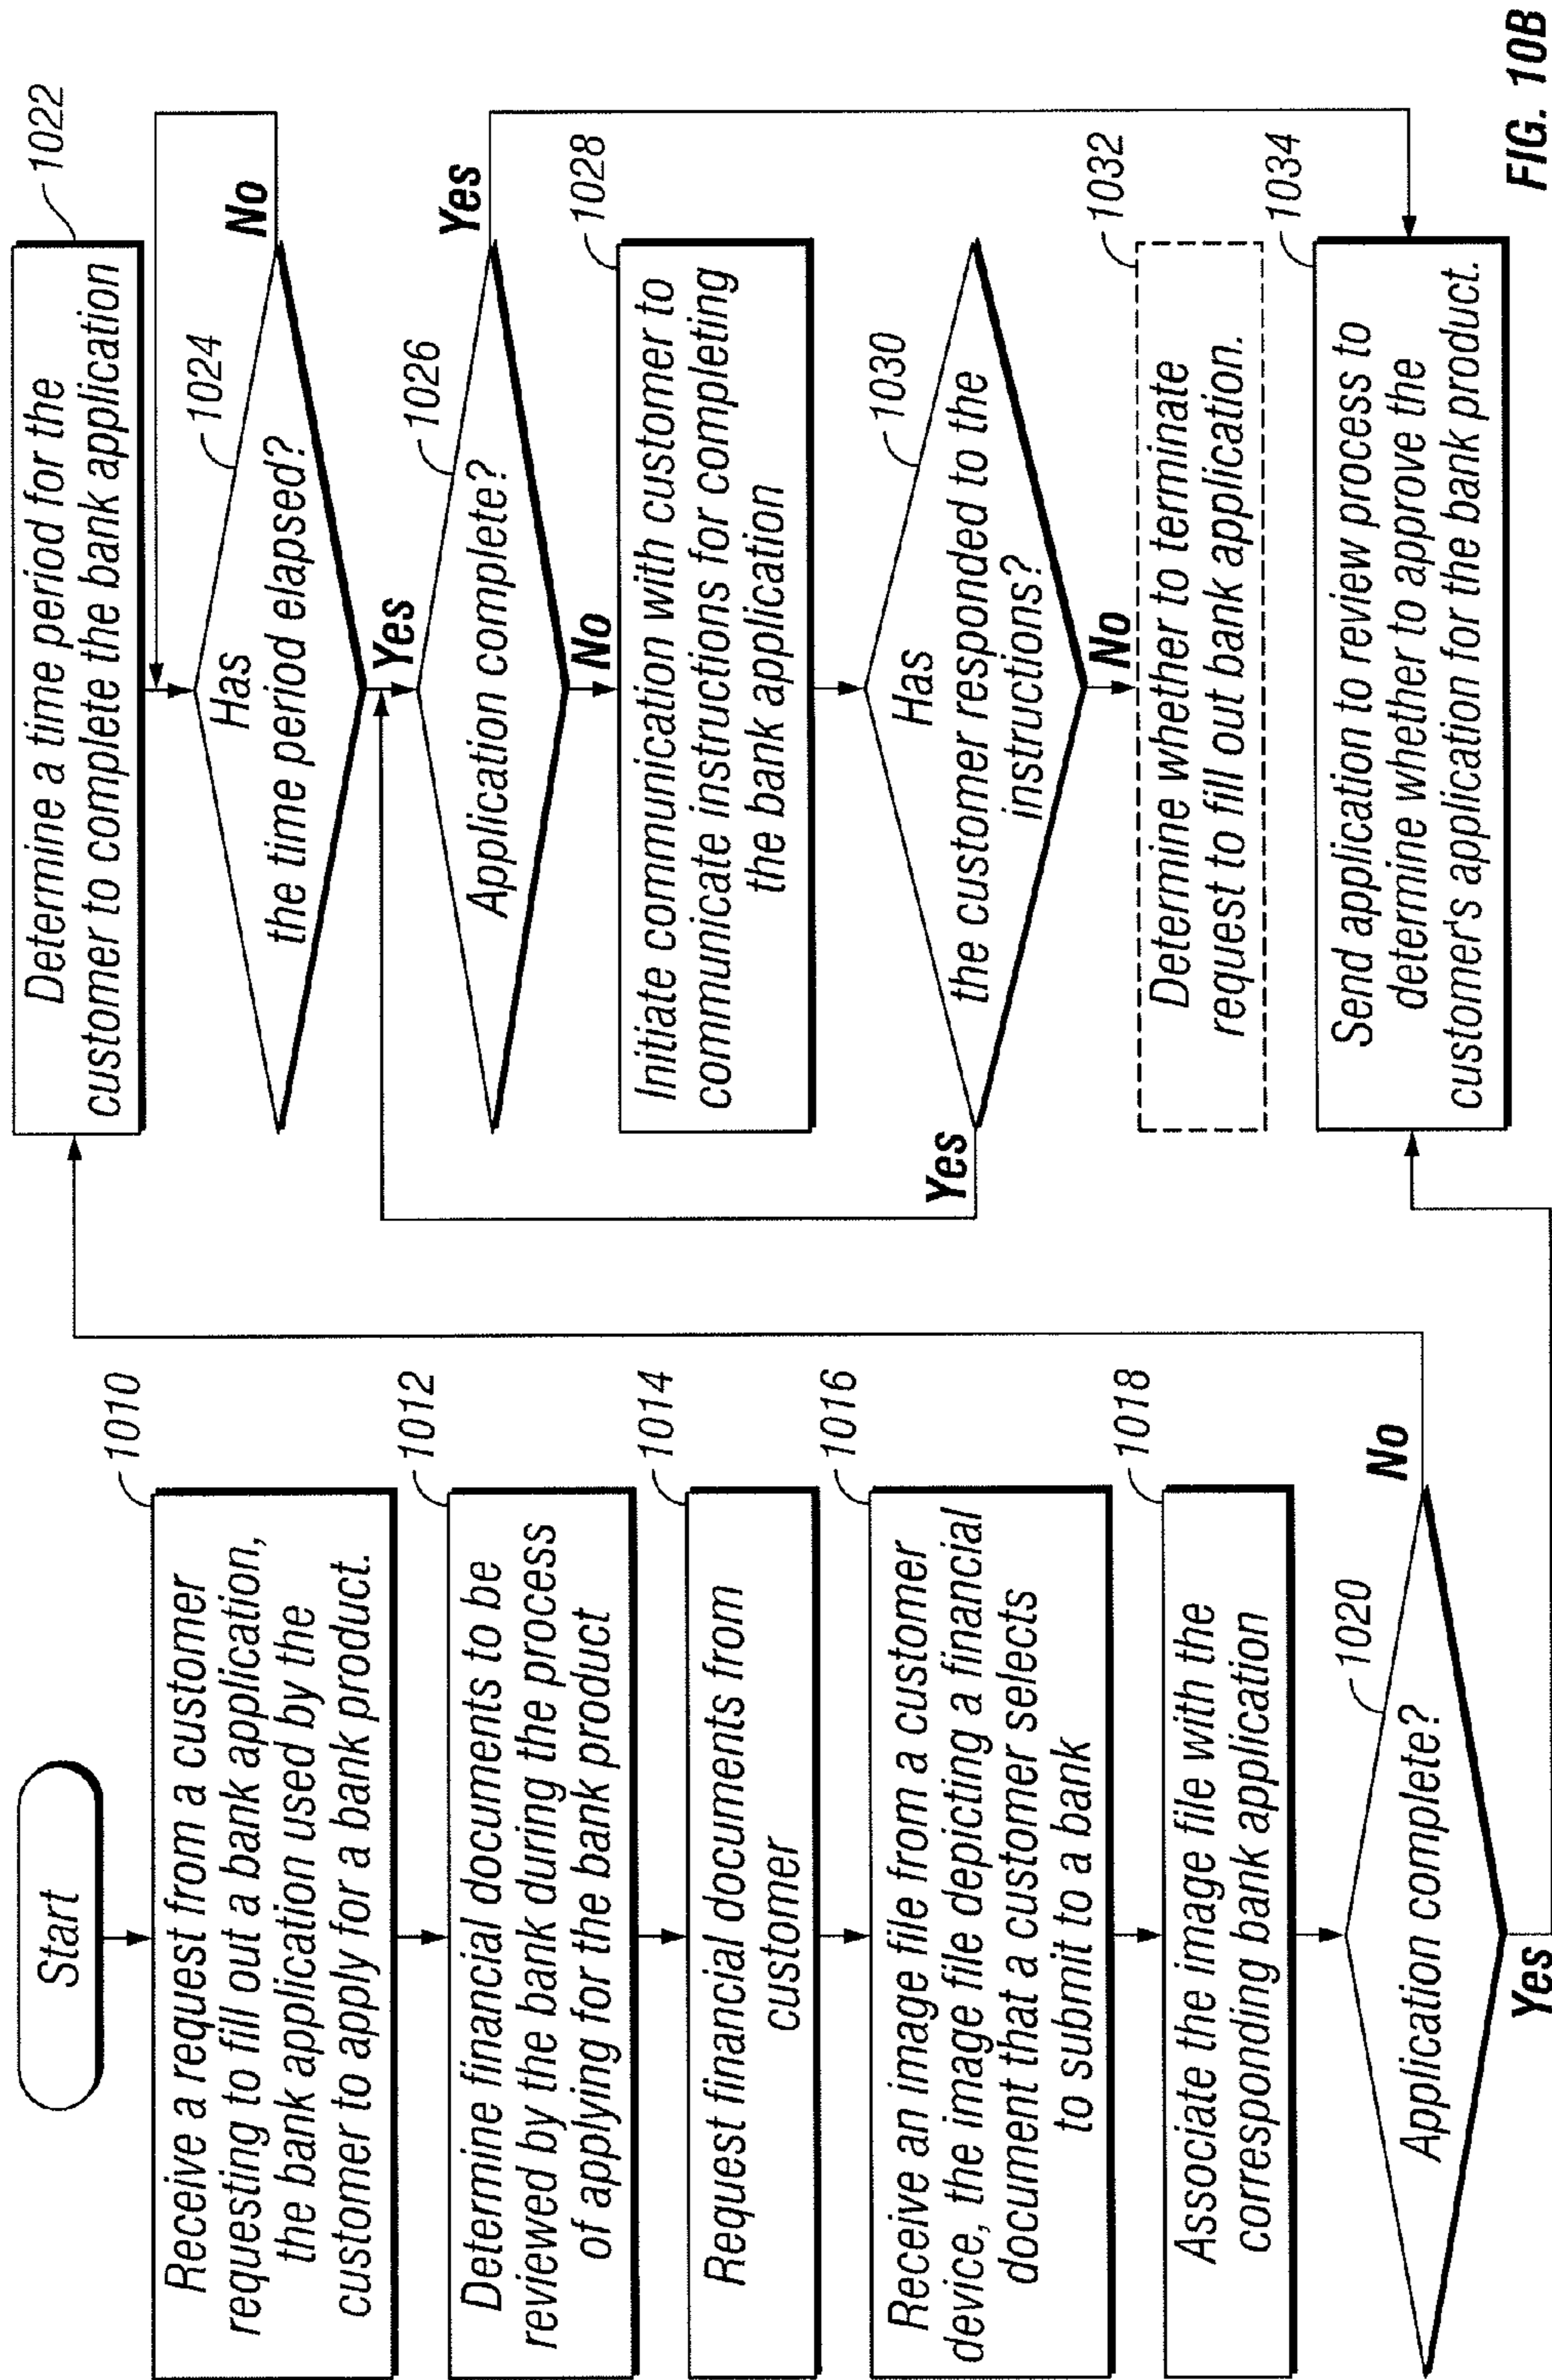 Start
1010
Receive a request from a customer
requesting to fill out a bank application,
the bank application used by the
customer to apply for a bank product.
1012
Determine financial documents to be
reviewed by the bank during the process
of applying for the bank product
1014
Request financial documents from
customer
1016
Receive an image file from a customer
device, the image file depicting a financial
document that a customer selects
to submit to a bank
1018
Associate the image file with the
corresponding bank application
1020
Application complete?
No
Yes
1022
Determine a time period for the
customer to complete the bank application
1024
Has
the time period elapsed?
No
Yes
1026
Application complete?
Yes
No
1028
Initiate communication with customer to
communicate instructions for completing
the bank application
1030
Has
the customer responded to the
instructions?
Yes
No
1032
Determine whether to terminate
request to fill out bank application.
1034
Send application to review process to
determine whether to approve the
customer's application for the bank product.
FIG. 10B